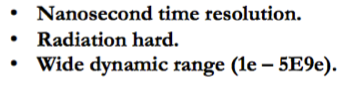 • Nanosecond time resolution.
• Radiation hard.
• Wide dynamic range (1e – 5E9e).